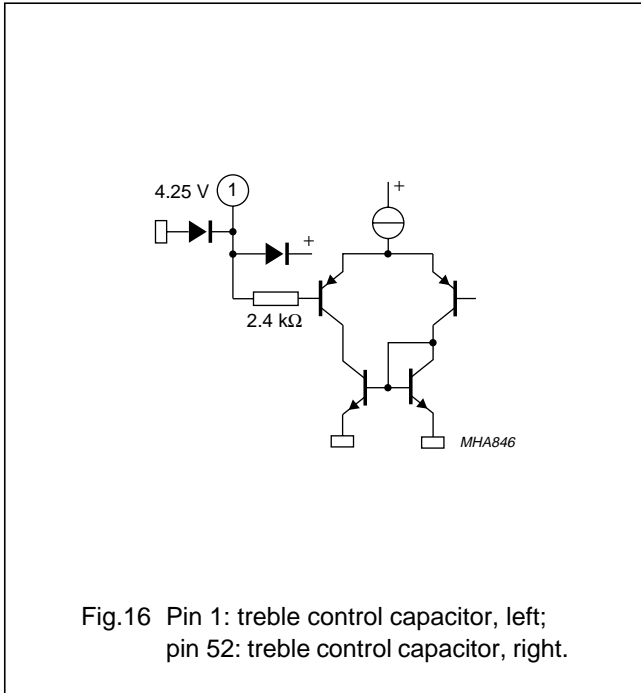 4.25 V
1
+
+
2.4 kΩ
MHA846
Fig.16 Pin 1: treble control capacitor, left;
pin 52: treble control capacitor, right.